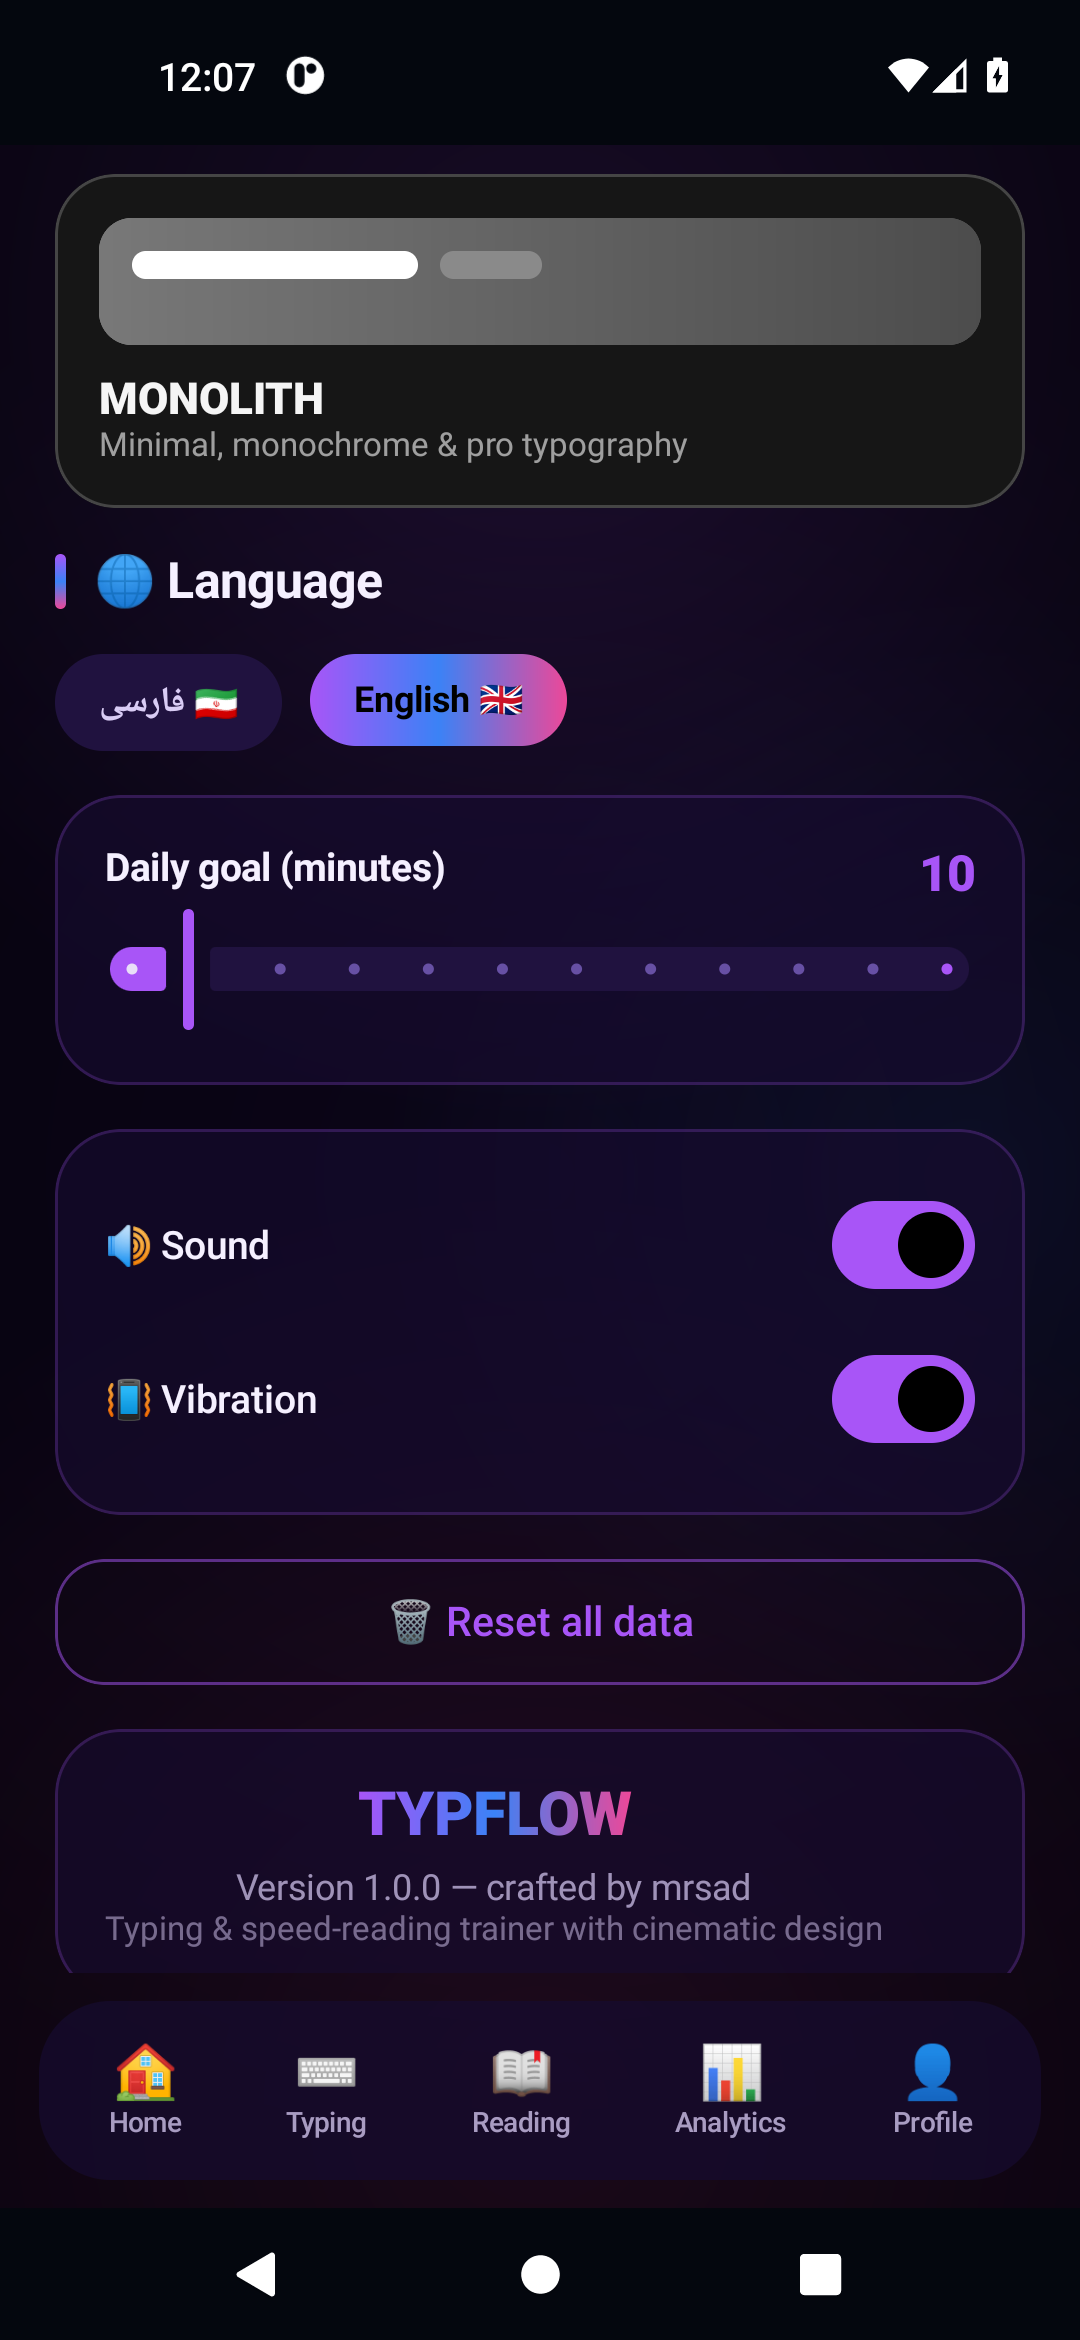 12:07
MONOLITH
Minimal, monochrome & pro typography
🌐 Language
فارسی 🇮🇷
English 🇬🇧
Daily goal (minutes)
10
🔊 Sound
📳 Vibration
🗑️ Reset all data
TYPFLOW
Version 1.0.0 — crafted by mrsad
Typing & speed-reading trainer with cinematic design
Home
Typing
Reading
Analytics
Profile